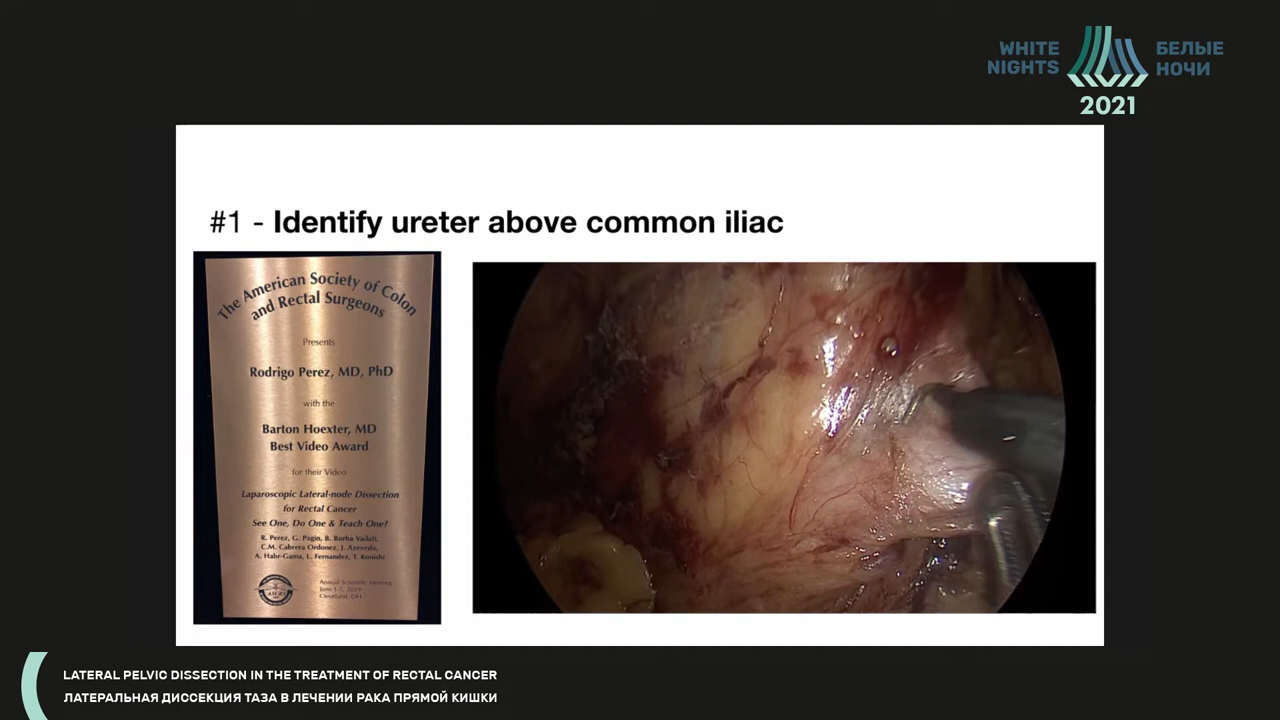 WHITE
NIGHTS
БЕЛЫЕ
НОЧИ
2021
#1 - Identify ureter above common iliac
The American Society of Colon
and Rectal Surgeons
Presents
Rodrigo Perez, MD, PhD
with the
Barton Hoexter, MD
Best Video Award
for their Video
Laparoscopic Lateral-node Dissection
for Rectal Cancer
See One, Do One & Teach One?
R. Perez, G. Pagin, B. Borba Vailati,
C.M. Cabrera Ordonez, J. Azevedo,
A. Habr-Gama, L. Fernandez, T. Konishi
Annual Scientific Meeting
June 1-5, 2019
Cleveland, OH
LATERAL PELVIC DISSECTION IN THE TREATMENT OF RECTAL CANCER
ЛАТЕРАЛЬНАЯ ДИССЕКЦИЯ ТАЗА В ЛЕЧЕНИИ РАКА ПРЯМОЙ КИШКИ